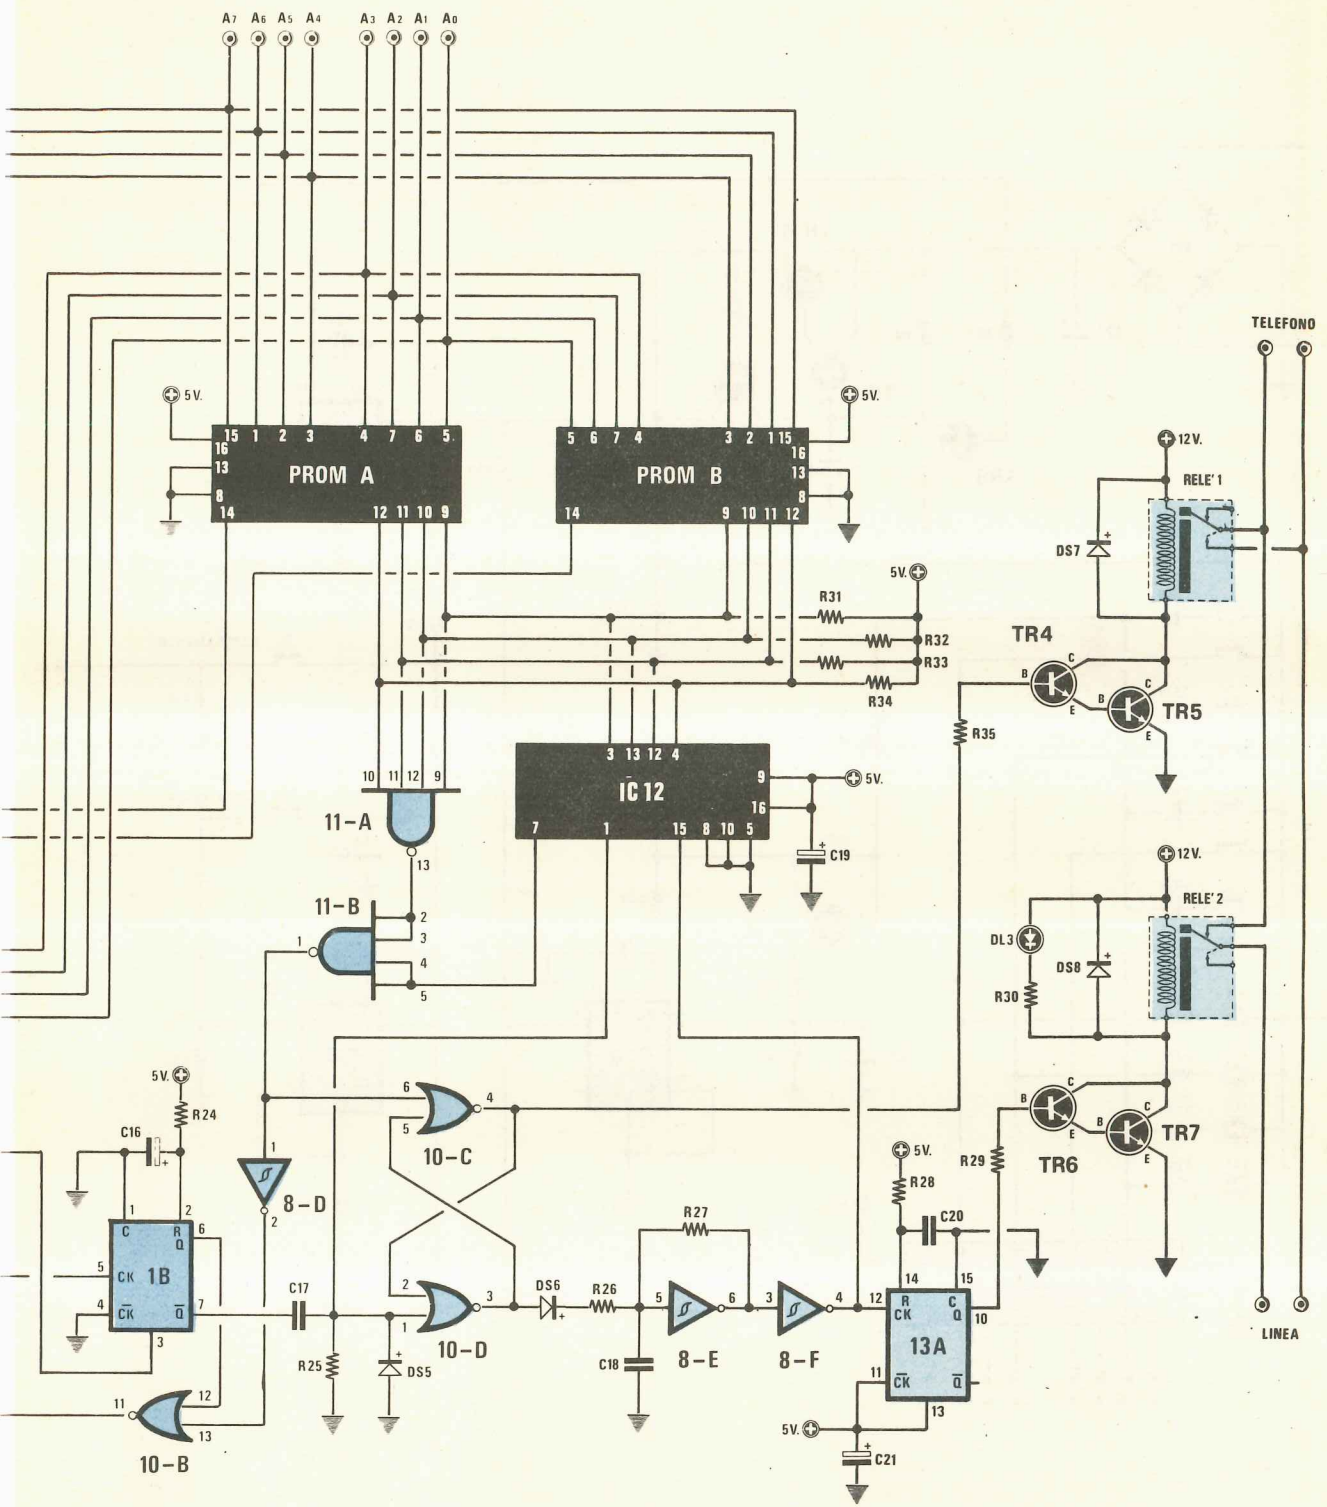 A7 A6 A5 A4 A3 A2 A1 A0
TELEFONO
5V.
15 1 2 3 4 7 6 5
16
13
8
14
PROM A
12 11 10 9
5 6 7 4 3 2 1 15
16
13
8
PROM B
14 9 10 11 12
5V.
12V.
RELE'1
DS7 +
5V.
R31
R32
R33
R34
TR4
B C E
B C E
TR5
R35
3 13 12 4
IC 12
9
16
7 1 15 8 10 5
5V.
+
C19
10 11 12 9
11-A
13
11-B
1
2
3
4
5
12V.
RELE'2
DL3
DS8 +
R30
5V.
R24
C16
+
6
5
4
10-C
1
8-D
2
B C E
B C E
TR6
TR7
R29
5V.
R28
C20
1 2
C R
Q
6
5 CK
1B
4 CK
Q 7
3
C17
R25
+
DS5
2
1
3
10-D
DS6
R26
R27
5 6
8-E
C18
3 4
8-F
14 15
12 R C
CK Q
10
13A
11 CK Q
13
5V.
+
C21
LINEA
11
12
13
10-B